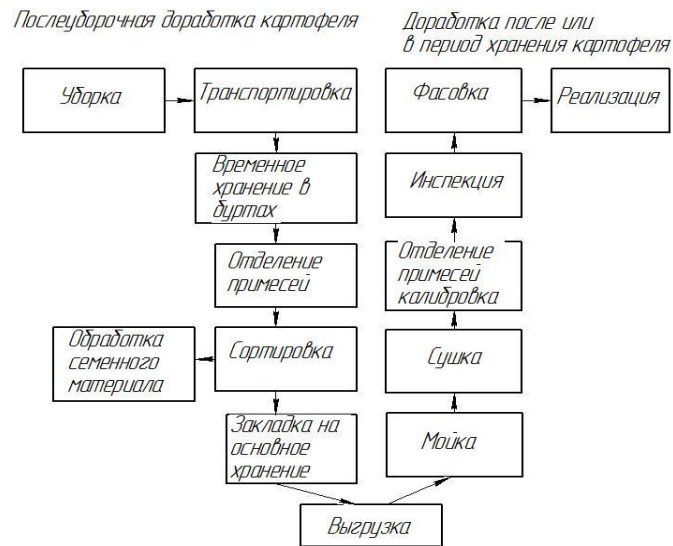 Послеуборочная доработка картофеля
Доработка после или
в период хранения картофеля
Уборка
Транспортировка
Временное
хранение в
буртах
Отделение
примесей
Сортировка
Обработка
семенного
материала
Закладка на
основное
хранение
Выгрузка
Мойка
Сушка
Отделение
примесей
калибровка
Инспекция
Фасовка
Реализация